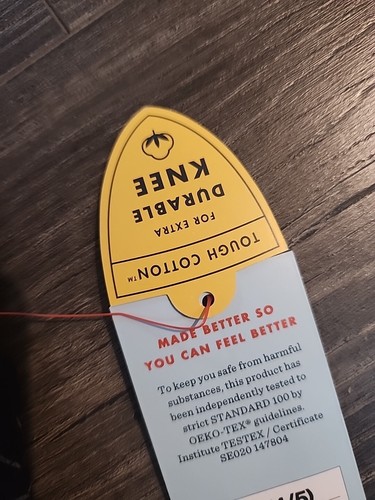 TOUGH COTTON™
FOR EXTRA
DURABLE
KNEE
MADE BETTER SO
YOU CAN FEEL BETTER
To keep you safe from harmful
substances, this product has
been independently tested to
strict STANDARD 100 by
OEKO-TEX® guidelines.
Institute TESTEX / Certificate
SE020 147804